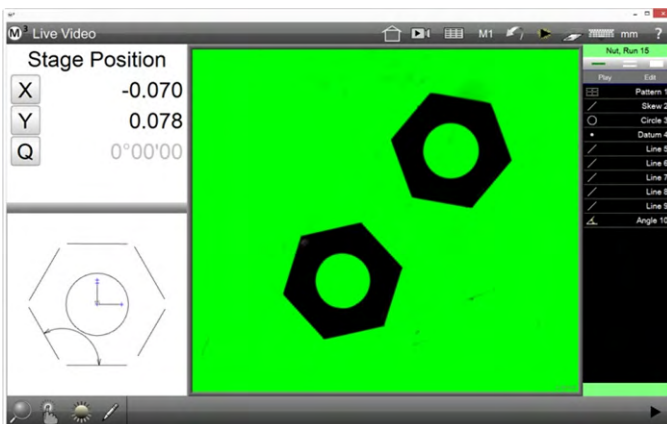 M3 Live Video
M1
mm
?
Stage Position
X -0.070
Y 0.078
Q 0°00'00
Nut, Run 15
Play Edit
Pattern 1
Skew 2
Circle 3
Datum 4
Line 5
Line 6
Line 7
Line 8
Line 9
Angle 10